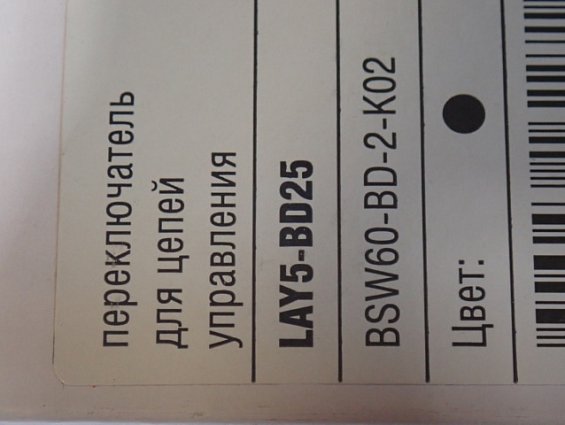 переключатель
для цепей
управления
LAY5-BD25
BSW60-BD-2-K02
Цвет: